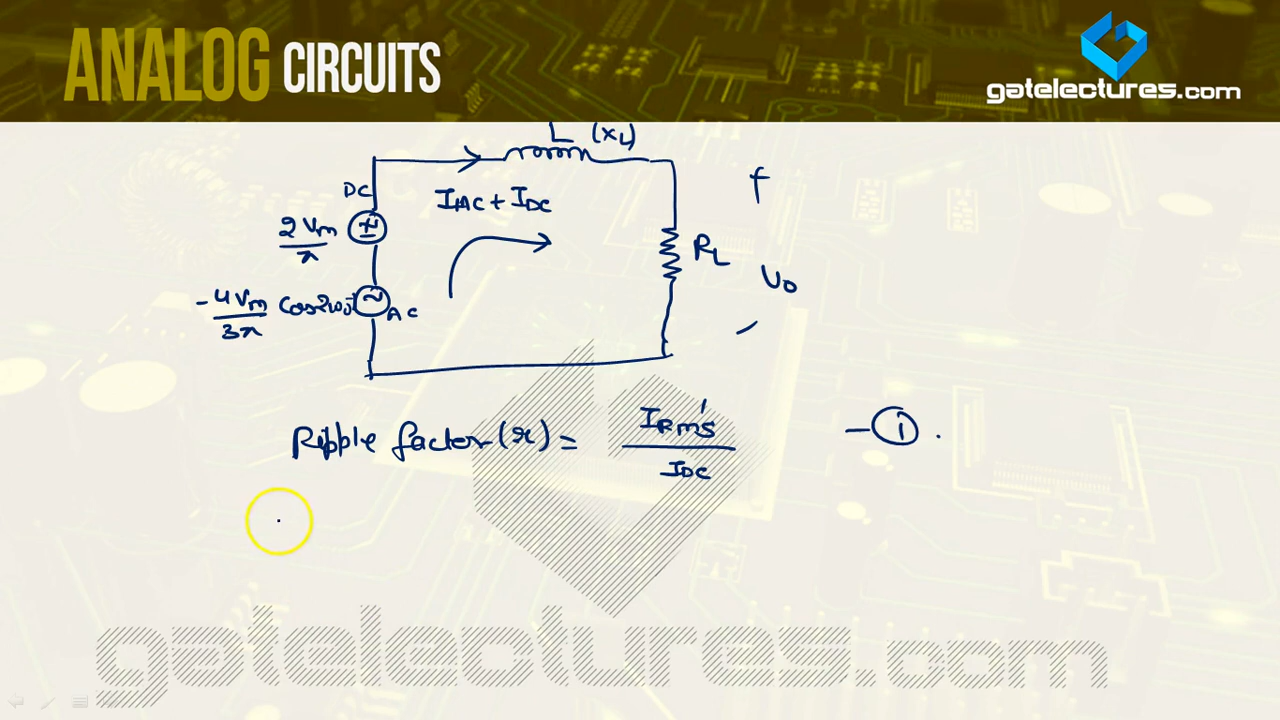 ANALOG CIRCUITS
gatelectures.com
L (XL)
DC
IAC + IDC
+
2Vm/π
RL
Vo
-4Vm/3π cos2ωt
AC
Ripple factor (r) = I'RMS/IDC - ①.
gatelectures.com